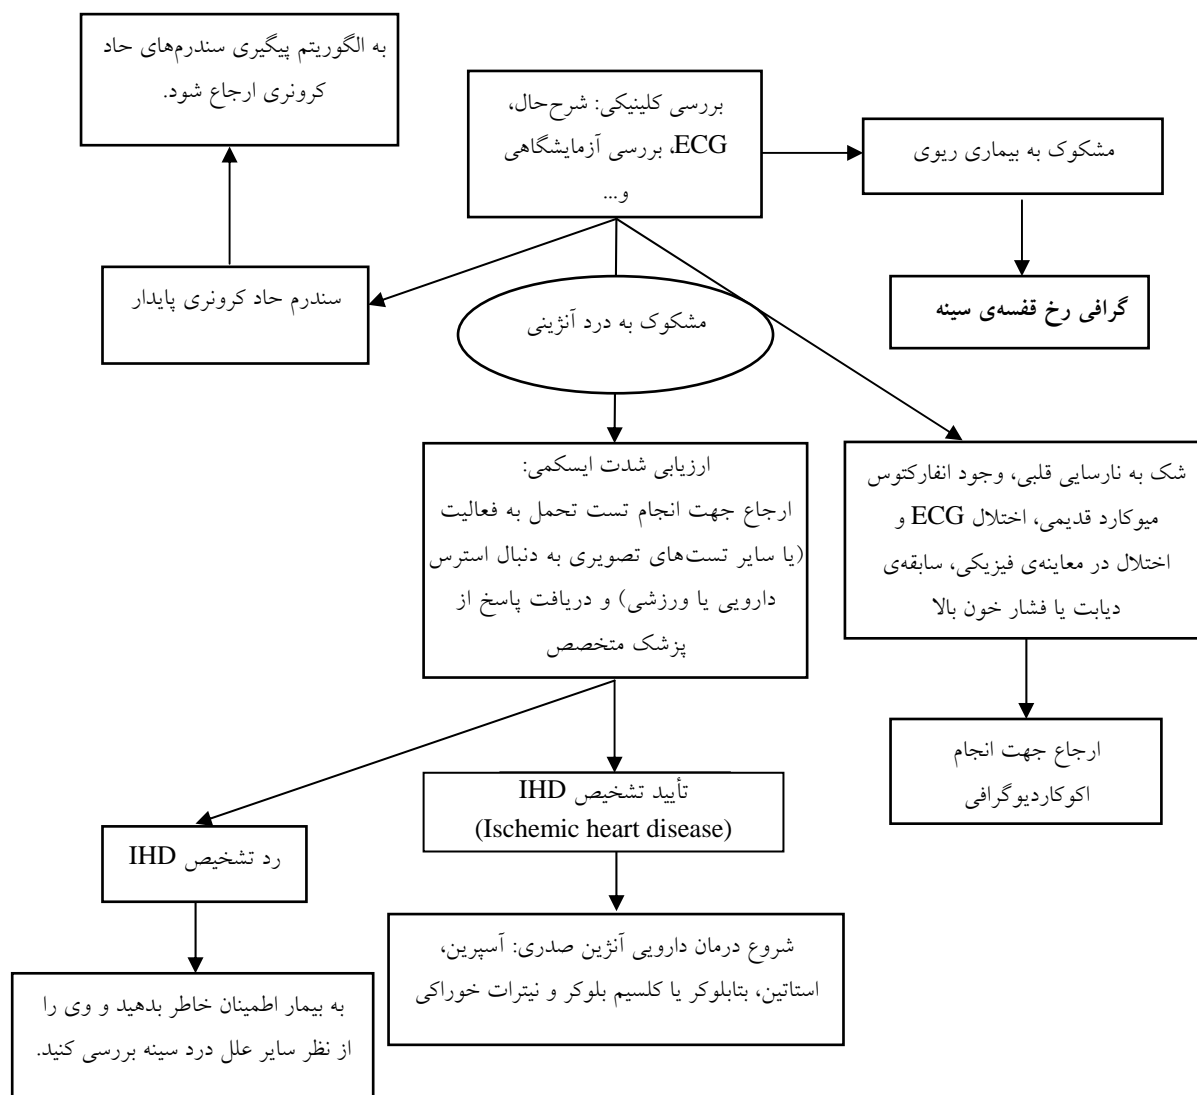 به الگوریتم پیگیری سندرم‌های حاد
کرونری ارجاع شود.
بررسی کلینیکی: شرح‌حال،
ECG، بررسی آزمایشگاهی
و...
مشکوک به بیماری ریوی
گرافی رخ قفسه‌ی سینه
سندرم حاد کرونری پایدار
مشکوک به درد آنژینی
ارزیابی شدت ایسکمی:
ارجاع جهت انجام تست تحمل به فعالیت
(یا سایر تست‌های تصویری به دنبال استرس
دارویی یا ورزشی) و دریافت پاسخ از
پزشک متخصص
شک به نارسایی قلبی، وجود انفارکتوس
میوکارد قدیمی، اختلال ECG و
اختلال در معاینه‌ی فیزیکی، سابقه‌ی
دیابت یا فشار خون بالا
ارجاع جهت انجام
اکوکاردیوگرافی
تأیید تشخیص IHD
(Ischemic heart disease)
رد تشخیص IHD
شروع درمان دارویی آنژین صدری: آسپرین،
استاتین، بتابلوکر یا کلسیم بلوکر و نیترات خوراکی
به بیمار اطمینان خاطر بدهید و وی را
از نظر سایر علل درد سینه بررسی کنید.